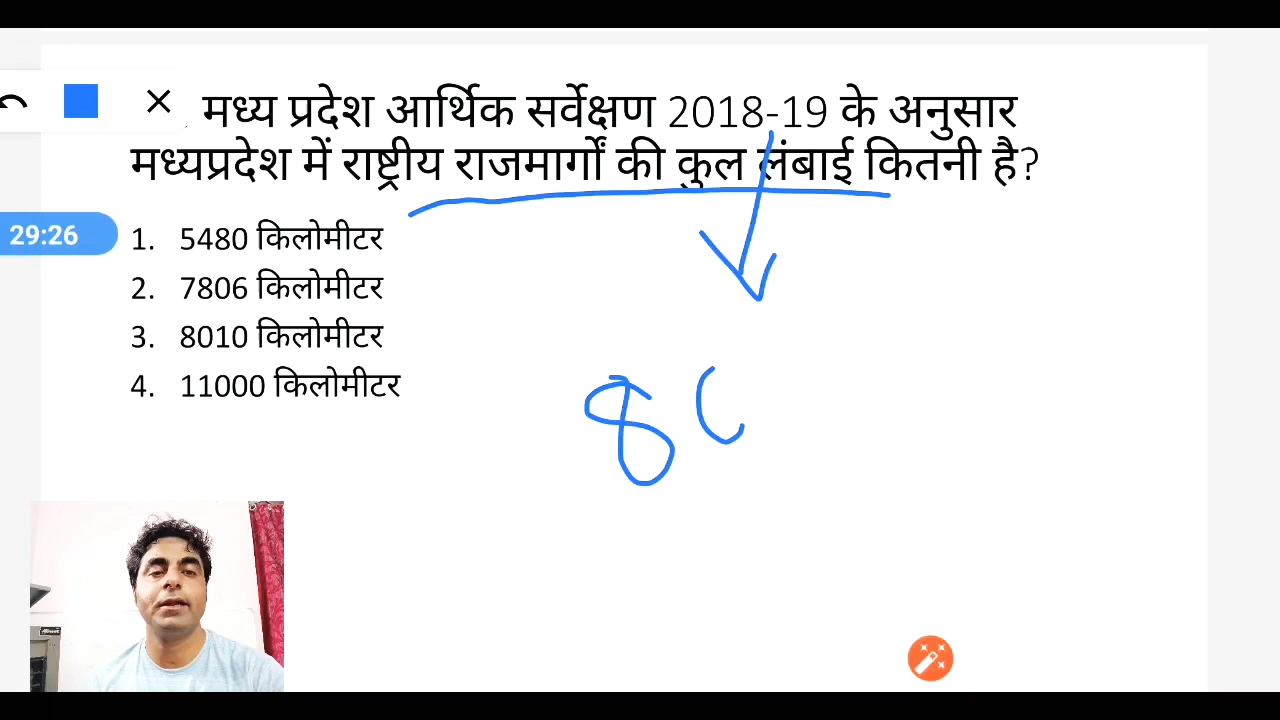 मध्य प्रदेश आर्थिक सर्वेक्षण 2018-19 के अनुसार
मध्यप्रदेश में राष्ट्रीय राजमार्गों की कुल लंबाई कितनी है?
29:26
1. 5480 किलोमीटर
2. 7806 किलोमीटर
3. 8010 किलोमीटर
4. 11000 किलोमीटर
80